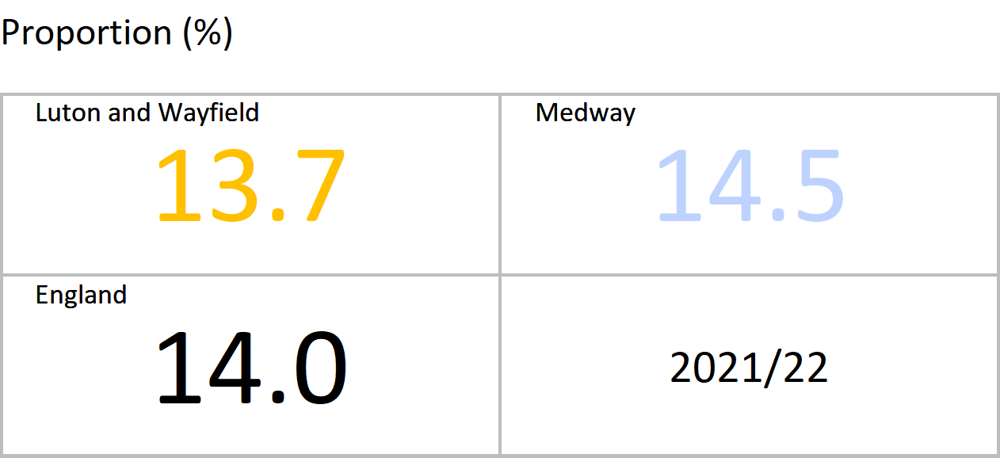 Proportion (%)
Luton and Wayfield
13.7
Medway
14.5
England
14.0
2021/22